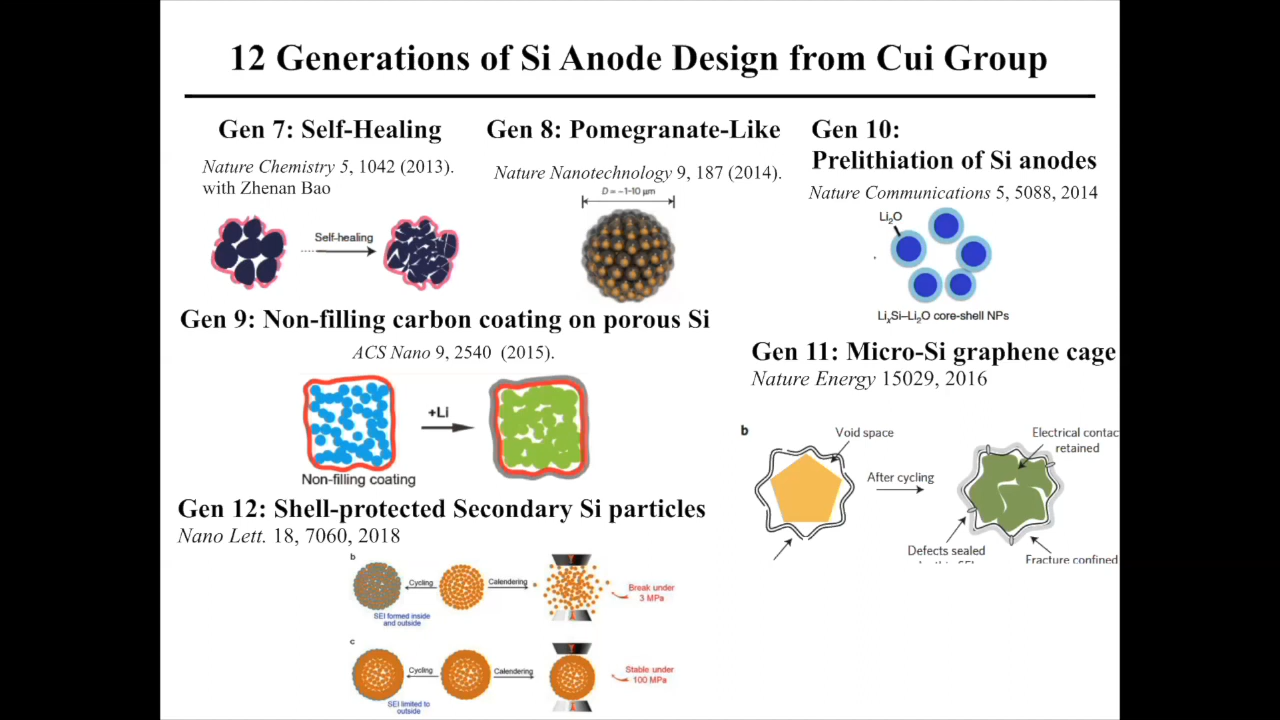 12 Generations of Si Anode Design from Cui Group
Gen 7: Self-Healing
Nature Chemistry 5, 1042 (2013).
with Zhenan Bao
Self-healing
Gen 8: Pomegranate-Like
Nature Nanotechnology 9, 187 (2014).
D = ~1-10 μm
Gen 10:
Prelithiation of Si anodes
Nature Communications 5, 5088, 2014
Li₂O
LiₓSi–Li₂O core-shell NPs
Gen 9: Non-filling carbon coating on porous Si
ACS Nano 9, 2540 (2015).
+Li
Non-filling coating
Gen 11: Micro-Si graphene cage
Nature Energy 15029, 2016
b
Void space
After cycling
Electrical contac
retained
Defects sealed
Fracture confined
Gen 12: Shell-protected Secondary Si particles
Nano Lett. 18, 7060, 2018
b
Cycling
Calendering
Break under
3 MPa
SEI formed inside
and outside
c
Cycling
Calendering
Stable under
100 MPa
SEI limited to
outside